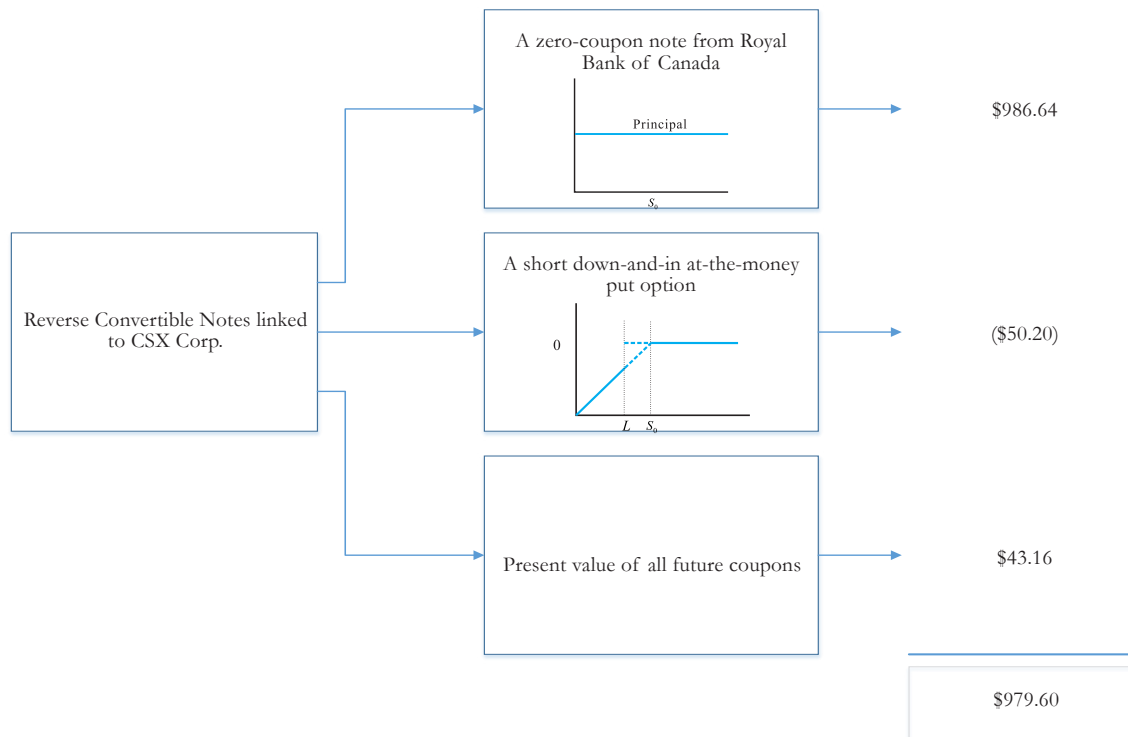 A zero-coupon note from Royal
Bank of Canada
Principal
S₀
$986.64
Reverse Convertible Notes linked
to CSX Corp.
A short down-and-in at-the-money
put option
0
L S₀
($50.20)
Present value of all future coupons
$43.16
$979.60